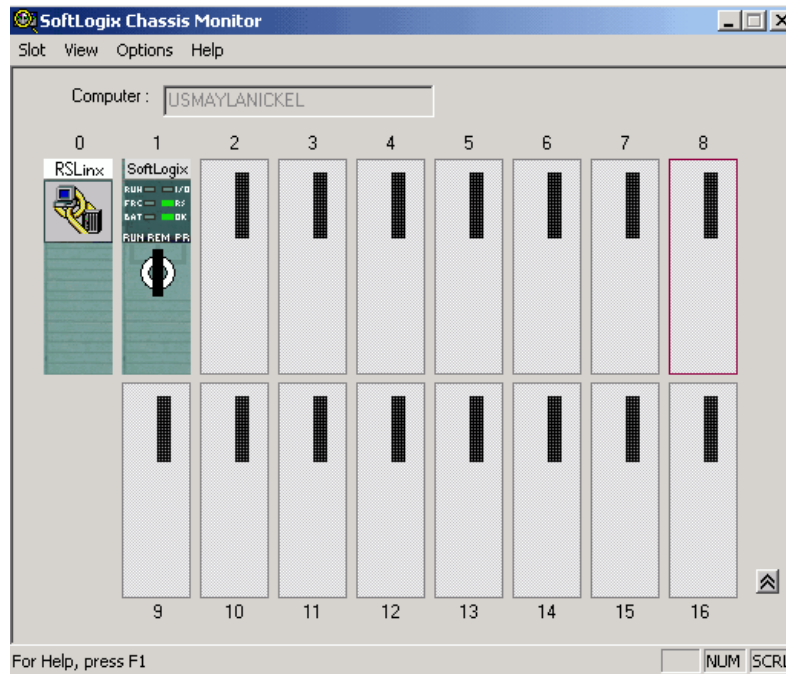 SoftLogix Chassis Monitor
Slot View Options Help
Computer : USMAYLANICKEL
0 1 2 3 4 5 6 7 8
RSLinx SoftLogix
RUN I/O
FRC RS
BAT OK
RUN REM PR
9 10 11 12 13 14 15 16
For Help, press F1 NUM SCRL